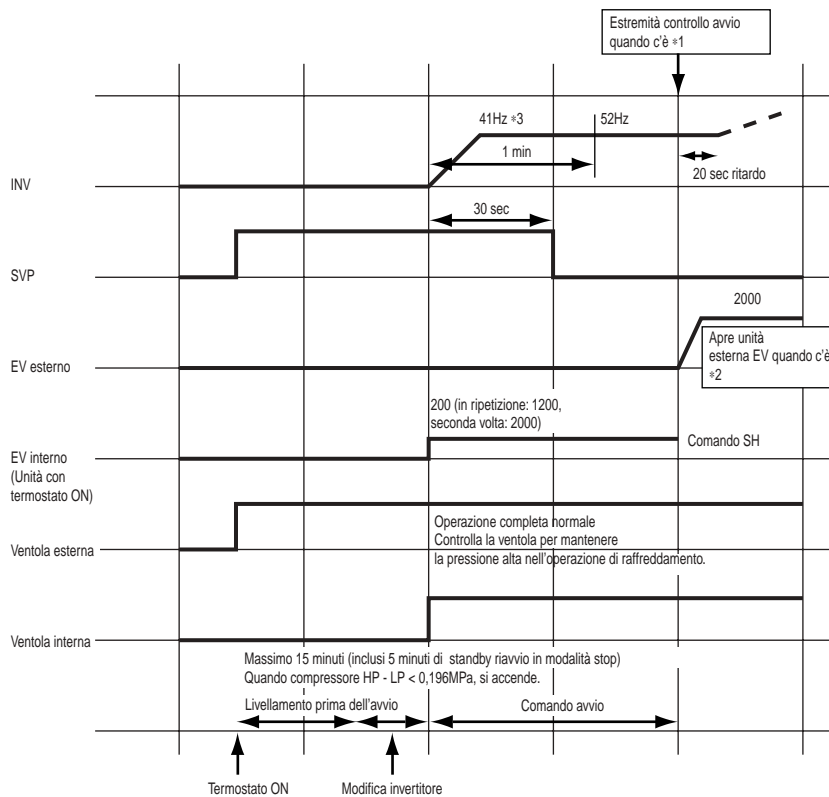 Estremità controllo avvio
quando c'è *1
41Hz *3
52Hz
1 min
20 sec ritardo
INV
30 sec
SVP
2000
Apre unità
esterna EV quando c'è
*2
EV esterno
200 (in ripetizione: 1200,
seconda volta: 2000)
Comando SH
EV interno
(Unità con
termostato ON)
Operazione completa normale
Controlla la ventola per mantenere
la pressione alta nell'operazione di raffreddamento.
Ventola esterna
Ventola interna
Massimo 15 minuti (inclusi 5 minuti di standby riavvio in modalità stop)
Quando compressore HP - LP < 0,196MPa, si accende.
Livellamento prima dell'avvio
Comando avvio
Termostato ON
Modifica invertitore